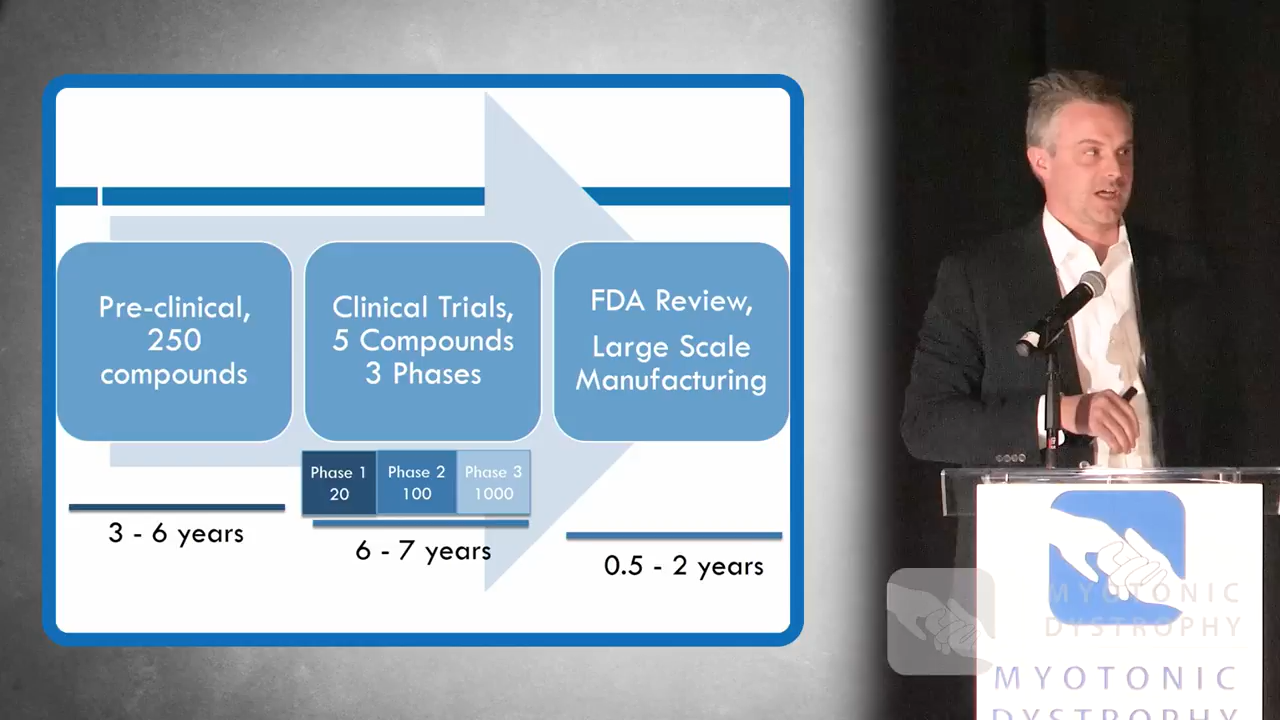 Pre-clinical,
250
compounds
Clinical Trials,
5 Compounds
3 Phases
FDA Review,
Large Scale
Manufacturing
Phase 1
20
Phase 2
100
Phase 3
1000
3 - 6 years
6 - 7 years
0.5 - 2 years
MYOTONIC
DYSTROPHY
MYOTONIC
DYSTROPHY